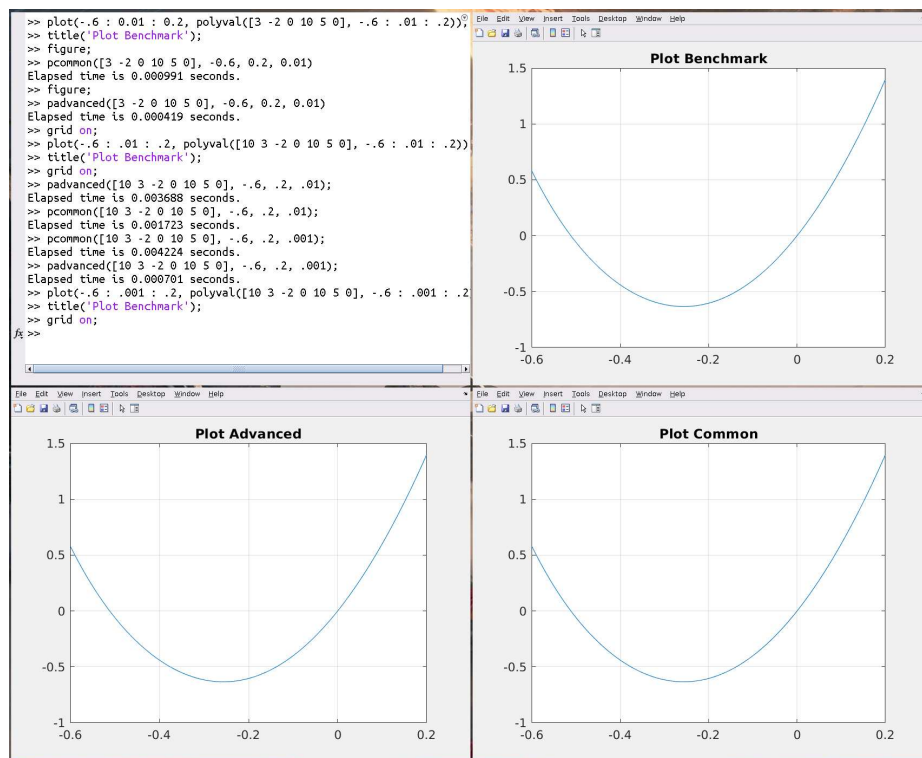 >> plot(-.6 : 0.01 : 0.2, polyval([3 -2 0 10 5 0], -.6 : .01 : .2));
>> title('Plot Benchmark');
>> figure;
>> pcommon([3 -2 0 10 5 0], -0.6, 0.2, 0.01)
Elapsed time is 0.000991 seconds.
>> figure;
>> padvanced([3 -2 0 10 5 0], -0.6, 0.2, 0.01)
Elapsed time is 0.000419 seconds.
>> grid on;
>> plot(-.6 : .01 : .2, polyval([10 3 -2 0 10 5 0], -.6 : .01 : .2))
>> title('Plot Benchmark');
>> grid on;
>> padvanced([10 3 -2 0 10 5 0], -.6, .2, .01);
Elapsed time is 0.003688 seconds.
>> pcommon([10 3 -2 0 10 5 0], -.6, .2, .01);
Elapsed time is 0.001723 seconds.
>> pcommon([10 3 -2 0 10 5 0], -.6, .2, .001);
Elapsed time is 0.004224 seconds.
>> padvanced([10 3 -2 0 10 5 0], -.6, .2, .001);
Elapsed time is 0.000701 seconds.
>> plot(-.6 : .001 : .2, polyval([10 3 -2 0 10 5 0], -.6 : .001 : .2
>> title('Plot Benchmark');
>> grid on;
fx >>
File Edit View Insert Tools Desktop Window Help
Plot Benchmark
1.5
1
0.5
0
-0.5
-1
-0.6 -0.4 -0.2 0 0.2
File Edit View Insert Tools Desktop Window Help
Plot Advanced
1.5
1
0.5
0
-0.5
-1
-0.6 -0.4 -0.2 0 0.2
File Edit View Insert Tools Desktop Window Help
Plot Common
1.5
1
0.5
0
-0.5
-1
-0.6 -0.4 -0.2 0 0.2